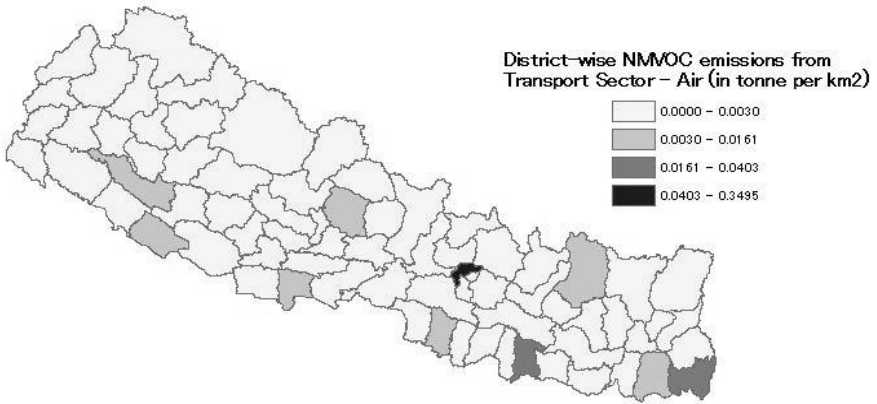 District-wise NMVOC emissions from
Transport Sector - Air (in tonne per km2)
0.0000 - 0.0030
0.0030 - 0.0161
0.0161 - 0.0403
0.0403 - 0.3495